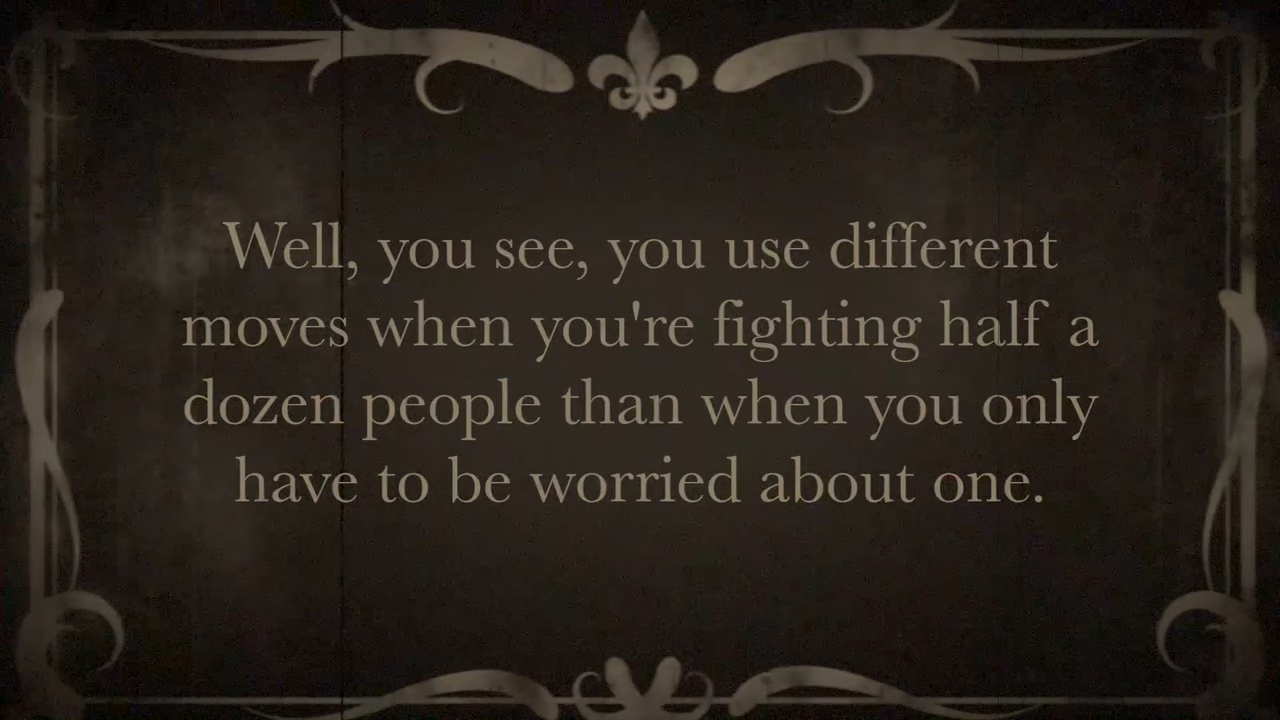 Well, you see, you use different
moves when you're fighting half a
dozen people than when you only
have to be worried about one.